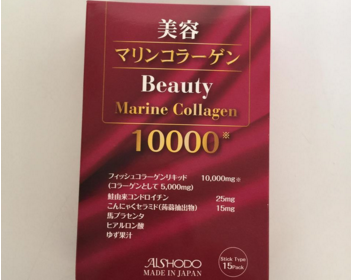 美容
マリンコラーゲン
Beauty
Marine Collagen
10000※
フィッシュコラーゲンリキッド 10,000mg※
(コラーゲンとして 5,000mg)
鮭由来コンドロイチン 25mg
こんにゃくセラミド(蒟蒻抽出物) 15mg
馬プラセンタ
ヒアルロン酸
ゆず果汁
AISHODO
MADE IN JAPAN
Stick Type
15Pack